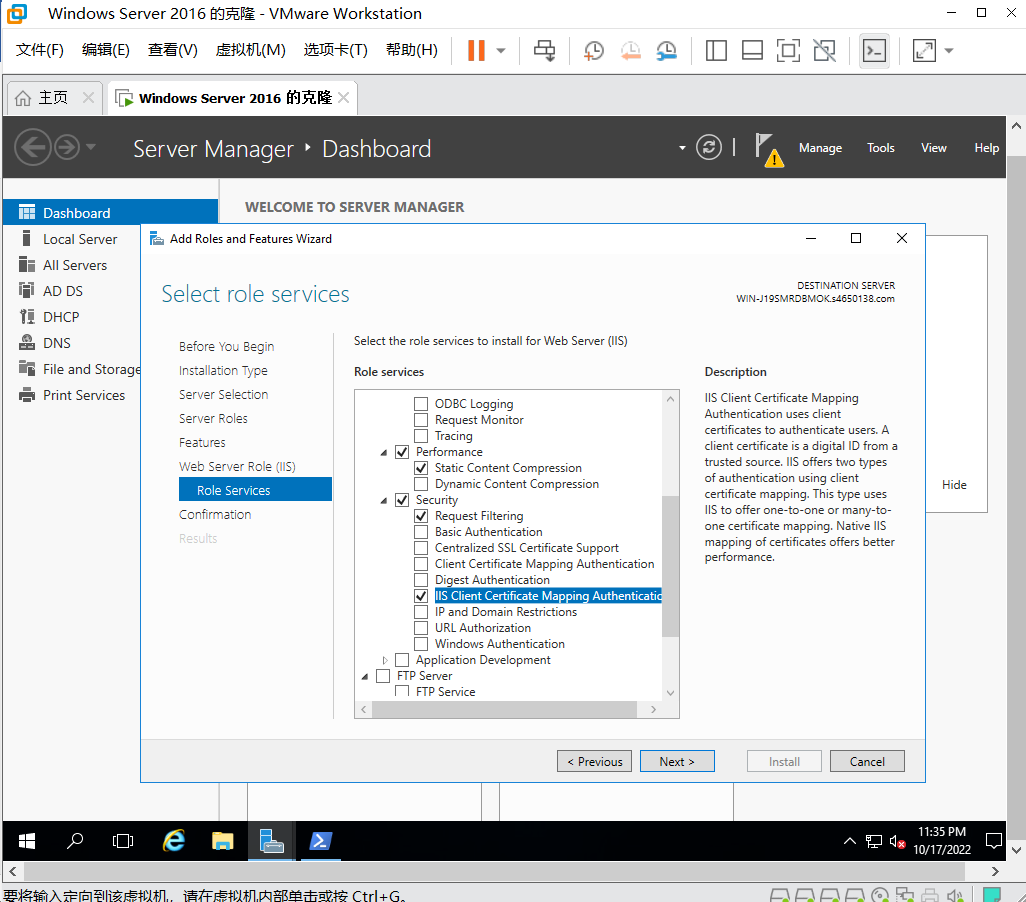 Windows Server 2016 的克隆 - VMware Workstation
文件(F) 编辑(E) 查看(V) 虚拟机(M) 选项卡(T) 帮助(H)
主页 Windows Server 2016 的克隆
Server Manager Dashboard
Manage Tools View Help
Dashboard
Local Server
All Servers
AD DS
DHCP
DNS
File and Storage
Print Services
WELCOME TO SERVER MANAGER
Add Roles and Features Wizard
Select role services
DESTINATION SERVER
WIN-J19SMRDBMOK.s4650138.com
Before You Begin
Installation Type
Server Selection
Server Roles
Features
Web Server Role (IIS)
Role Services
Confirmation
Results
Select the role services to install for Web Server (IIS)
Role services
ODBC Logging
Request Monitor
Tracing
Performance
Static Content Compression
Dynamic Content Compression
Security
Request Filtering
Basic Authentication
Centralized SSL Certificate Support
Client Certificate Mapping Authentication
Digest Authentication
IIS Client Certificate Mapping Authenticatio
IP and Domain Restrictions
URL Authorization
Windows Authentication
Application Development
FTP Server
FTP Service
Description
IIS Client Certificate Mapping
Authentication uses client
certificates to authenticate users. A
client certificate is a digital ID from a
trusted source. IIS offers two types
of authentication using client
certificate mapping. This type uses
IIS to offer one-to-one or many-to-
one certificate mapping. Native IIS
mapping of certificates offers better
performance.
Hide
< Previous Next > Install Cancel
11:35 PM
10/17/2022
要将输入定向到该虚拟机，请在虚拟机内部单击或按 Ctrl+G。